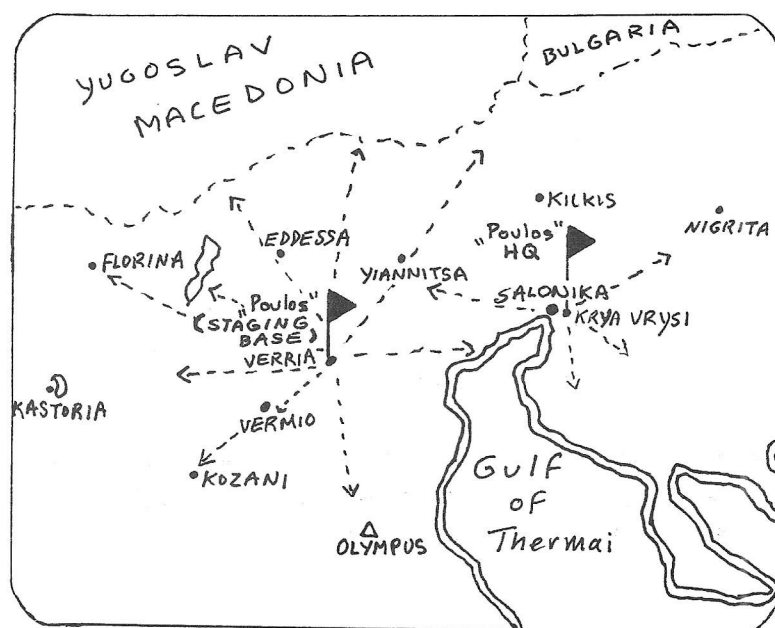 YUGOSLAV
MACEDONIA
BULGARIA
KILKIS
NIGRITA
"Poulos"
HQ
EDDESSA
FLORINA
YIANNITSA
"Poulos"
(STAGING
BASE)
SALONIKA
KRYA VRYSI
VERRIA
KASTORIA
VERMIO
KOZANI
OLYMPUS
Gulf
of
Thermai